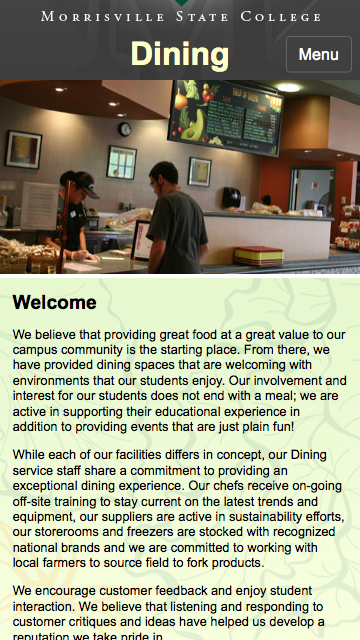 MORRISVILLE STATE COLLEGE
Dining
Menu
Welcome
We believe that providing great food at a great value to our
campus community is the starting place. From there, we
have provided dining spaces that are welcoming with
environments that our students enjoy. Our involvement and
interest for our students does not end with a meal; we are
active in supporting their educational experience in
addition to providing events that are just plain fun!
While each of our facilities differs in concept, our Dining
service staff share a commitment to providing an
exceptional dining experience. Our chefs receive on-going
off-site training to stay current on the latest trends and
equipment, our suppliers are active in sustainability efforts,
our storerooms and freezers are stocked with recognized
national brands and we are committed to working with
local farmers to source field to fork products.
We encourage customer feedback and enjoy student
interaction. We believe that listening and responding to
customer critiques and ideas have helped us develop a
reputation we take pride in